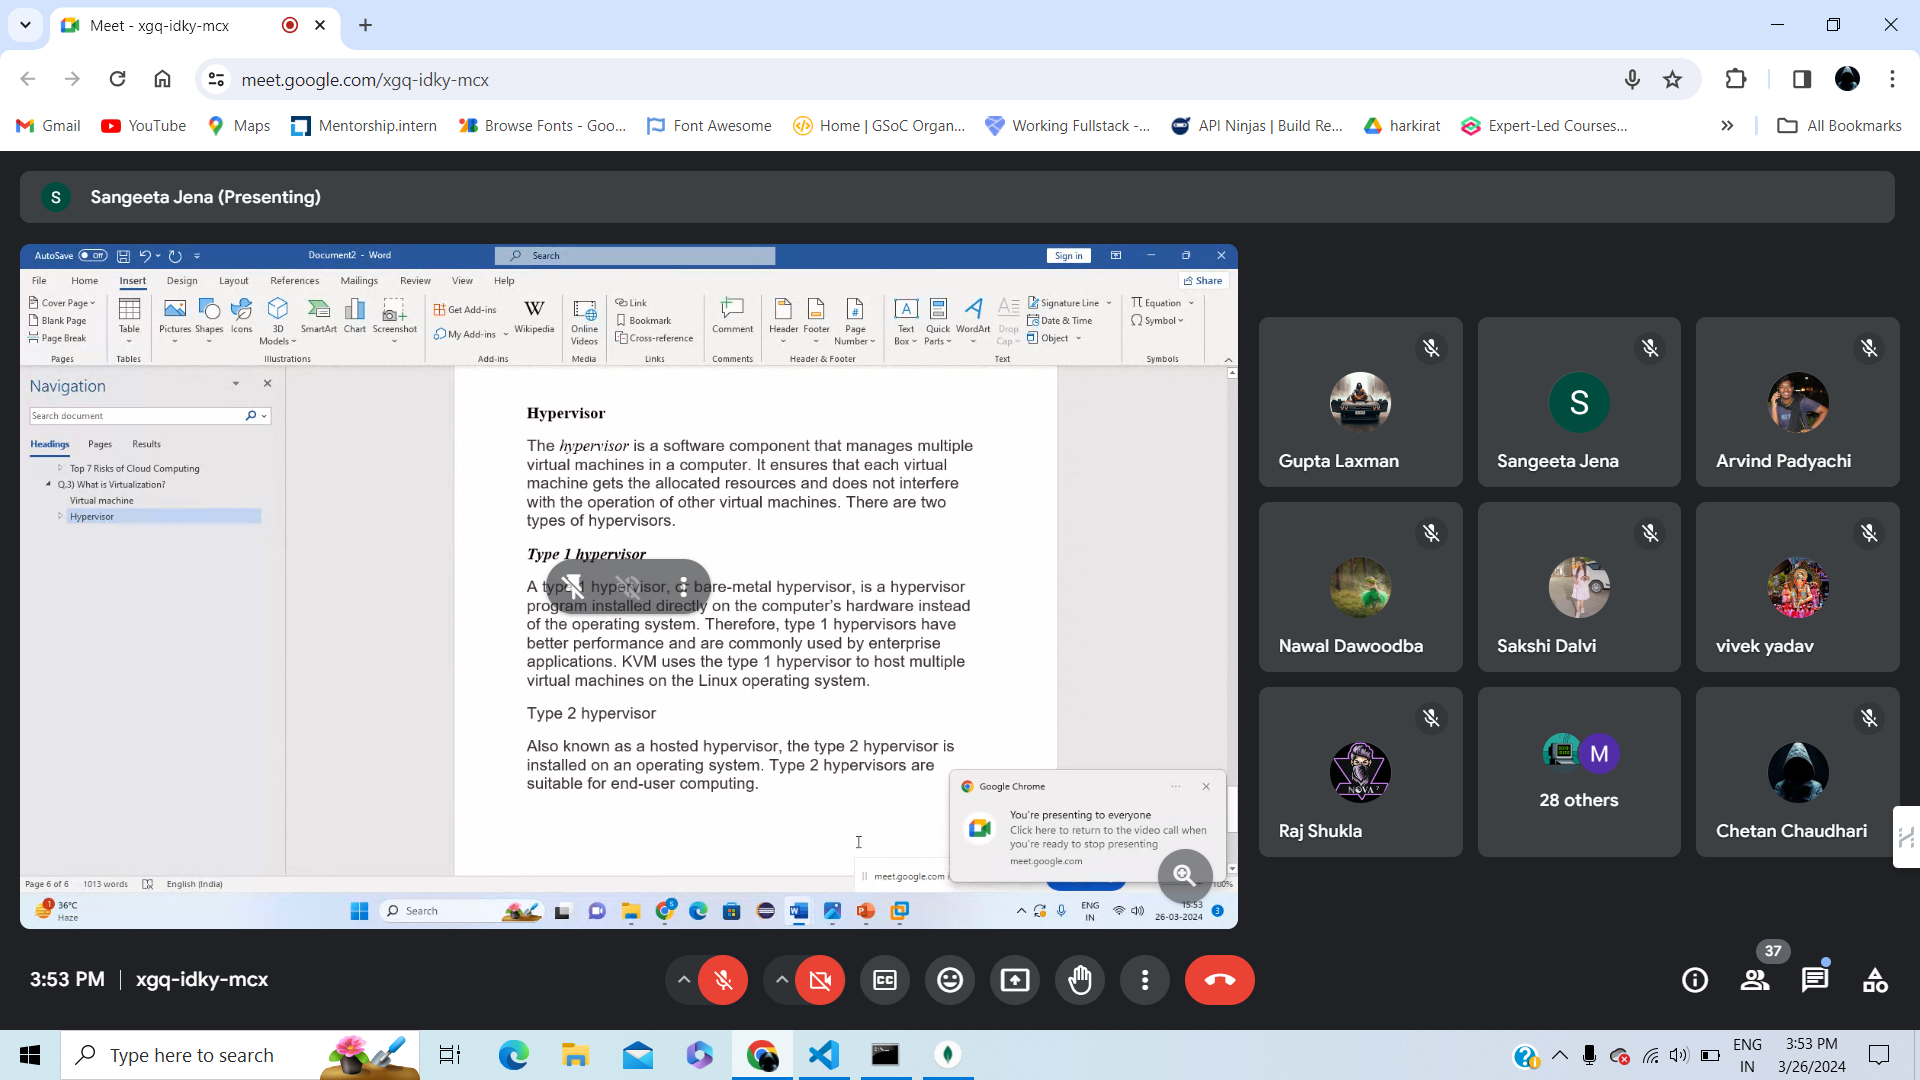 Meet - xgq-idky-mcx
meet.google.com/xgq-idky-mcx
Gmail YouTube Maps Mentorship.intern Browse Fonts - Goo... Font Awesome Home | GSoC Organ... Working Fullstack -... API Ninjas | Build Re... harkirat Expert-Led Courses... All Bookmarks
S Sangeeta Jena (Presenting)
AutoSave Off Document2 - Word Search Sign in
File Home Insert Design Layout References Mailings Review View Help Share
Cover Page
Blank Page
Page Break
Pages
Table
Tables
Pictures Shapes Icons 3D Models SmartArt Chart Screenshot
Illustrations
Get Add-ins
My Add-ins
Wikipedia
Add-ins
Online Videos
Media
Link
Bookmark
Cross-reference
Links
Comment
Comments
Header Footer Page Number
Header & Footer
Text Box Quick Parts WordArt Drop Cap
Signature Line
Date & Time
Object
Text
Equation
Symbol
Symbols
Navigation
Search document
Headings Pages Results
Top 7 Risks of Cloud Computing
Q.3) What is Virtualization?
Virtual machine
Hypervisor
Hypervisor
The hypervisor is a software component that manages multiple
virtual machines in a computer. It ensures that each virtual
machine gets the allocated resources and does not interfere
with the operation of other virtual machines. There are two
types of hypervisors.
Type 1 hypervisor
A type 1 hypervisor, or bare-metal hypervisor, is a hypervisor
program installed directly on the computer's hardware instead
of the operating system. Therefore, type 1 hypervisors have
better performance and are commonly used by enterprise
applications. KVM uses the type 1 hypervisor to host multiple
virtual machines on the Linux operating system.
Type 2 hypervisor
Also known as a hosted hypervisor, the type 2 hypervisor is
installed on an operating system. Type 2 hypervisors are
suitable for end-user computing.
Google Chrome
You're presenting to everyone
Click here to return to the video call when
you're ready to stop presenting
meet.google.com
meet.google.com
Page 6 of 6 1013 words English (India) 100%
1 36°C
Haze
Search
5
ENG
IN
15:53
26-03-2024
3
Gupta Laxman
S
Sangeeta Jena
Arvind Padyachi
Nawal Dawoodba
Sakshi Dalvi
vivek yadav
NOVA 7
Raj Shukla
M
28 others
Chetan Chaudhari
3:53 PM | xgq-idky-mcx
37
Type here to search
ENG
IN
3:53 PM
3/26/2024